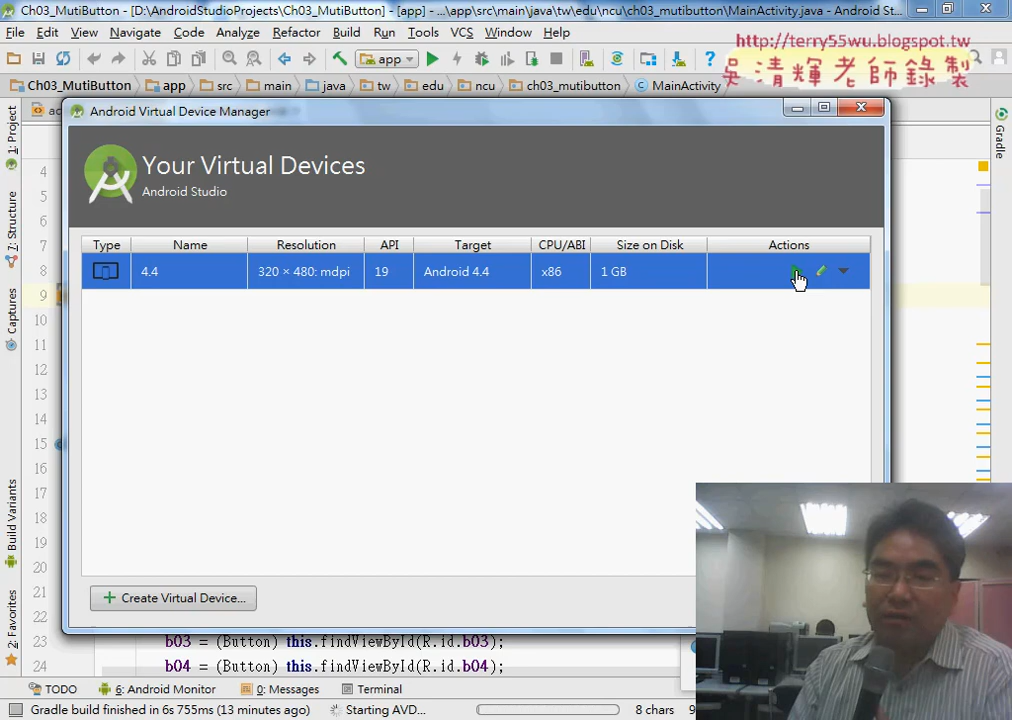 Ch03_MutiButton - [D:\AndroidStudioProjects\Ch03_MutiButton] - [app] - ...\app\src\main\java\tw\edu\ncu\ch03_mutibutton\MainActivity.java - Android St...
File Edit View Navigate Code Analyze Refactor Build Run Tools VCS Window Help
http://terry55wu.blogspot.tw
app
吳清輝老師錄製
Ch03_MutiButton app src main java tw edu ncu ch03_mutibutton MainActivity
Android Virtual Device Manager
Your Virtual Devices
Android Studio
Type Name Resolution API Target CPU/ABI Size on Disk Actions
4.4 320 × 480: mdpi 19 Android 4.4 x86 1 GB
Create Virtual Device...
1: Project
7: Structure
Captures
Build Variants
2: Favorites
Gradle
4
5
6
7
8
9
10
11
12
13
14
15
16
17
18
19
20
21
22
23 b03 = (Button) this.findViewById(R.id.b03);
24 b04 = (Button) this.findViewById(R.id.b04);
TODO 6: Android Monitor 0: Messages Terminal
Gradle build finished in 6s 755ms (13 minutes ago) Starting AVD... 8 chars